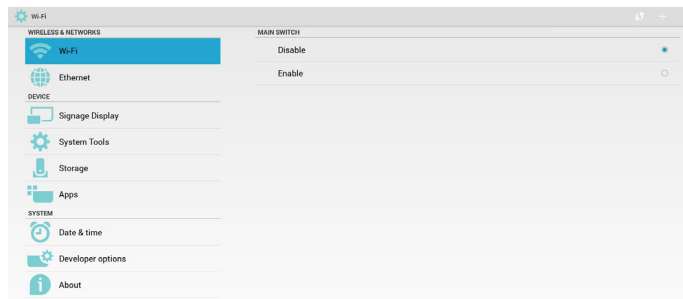 Wi-Fi
WIRELESS & NETWORKS
Wi-Fi
Ethernet
DEVICE
Signage Display
System Tools
Storage
Apps
SYSTEM
Date & time
Developer options
About
MAIN SWITCH
Disable
Enable